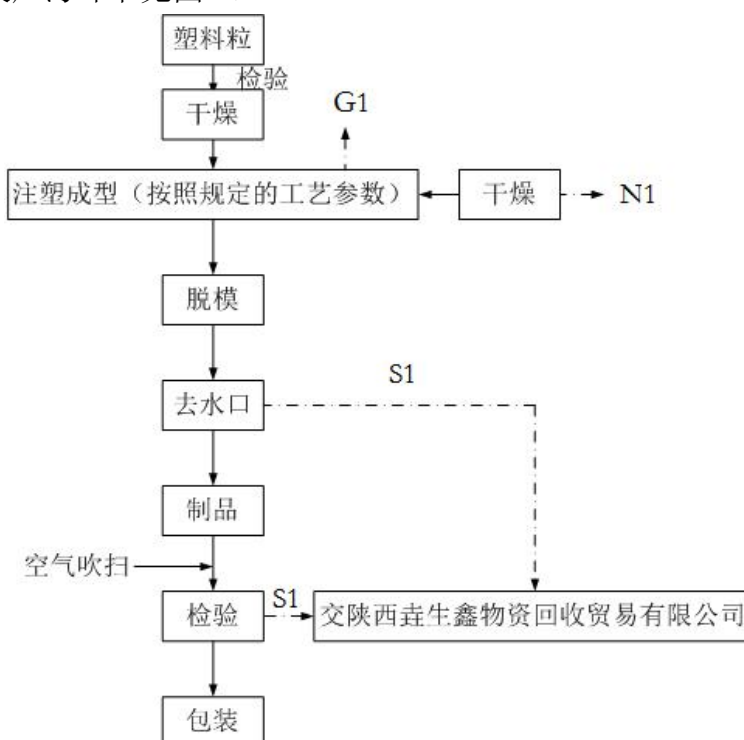 塑料粒
检验
干燥
G1
注塑成型（按照规定的工艺参数）
干燥
N1
脱模
S1
去水口
制品
空气吹扫
检验
S1
交陕西垚生鑫物资回收贸易有限公司
包装